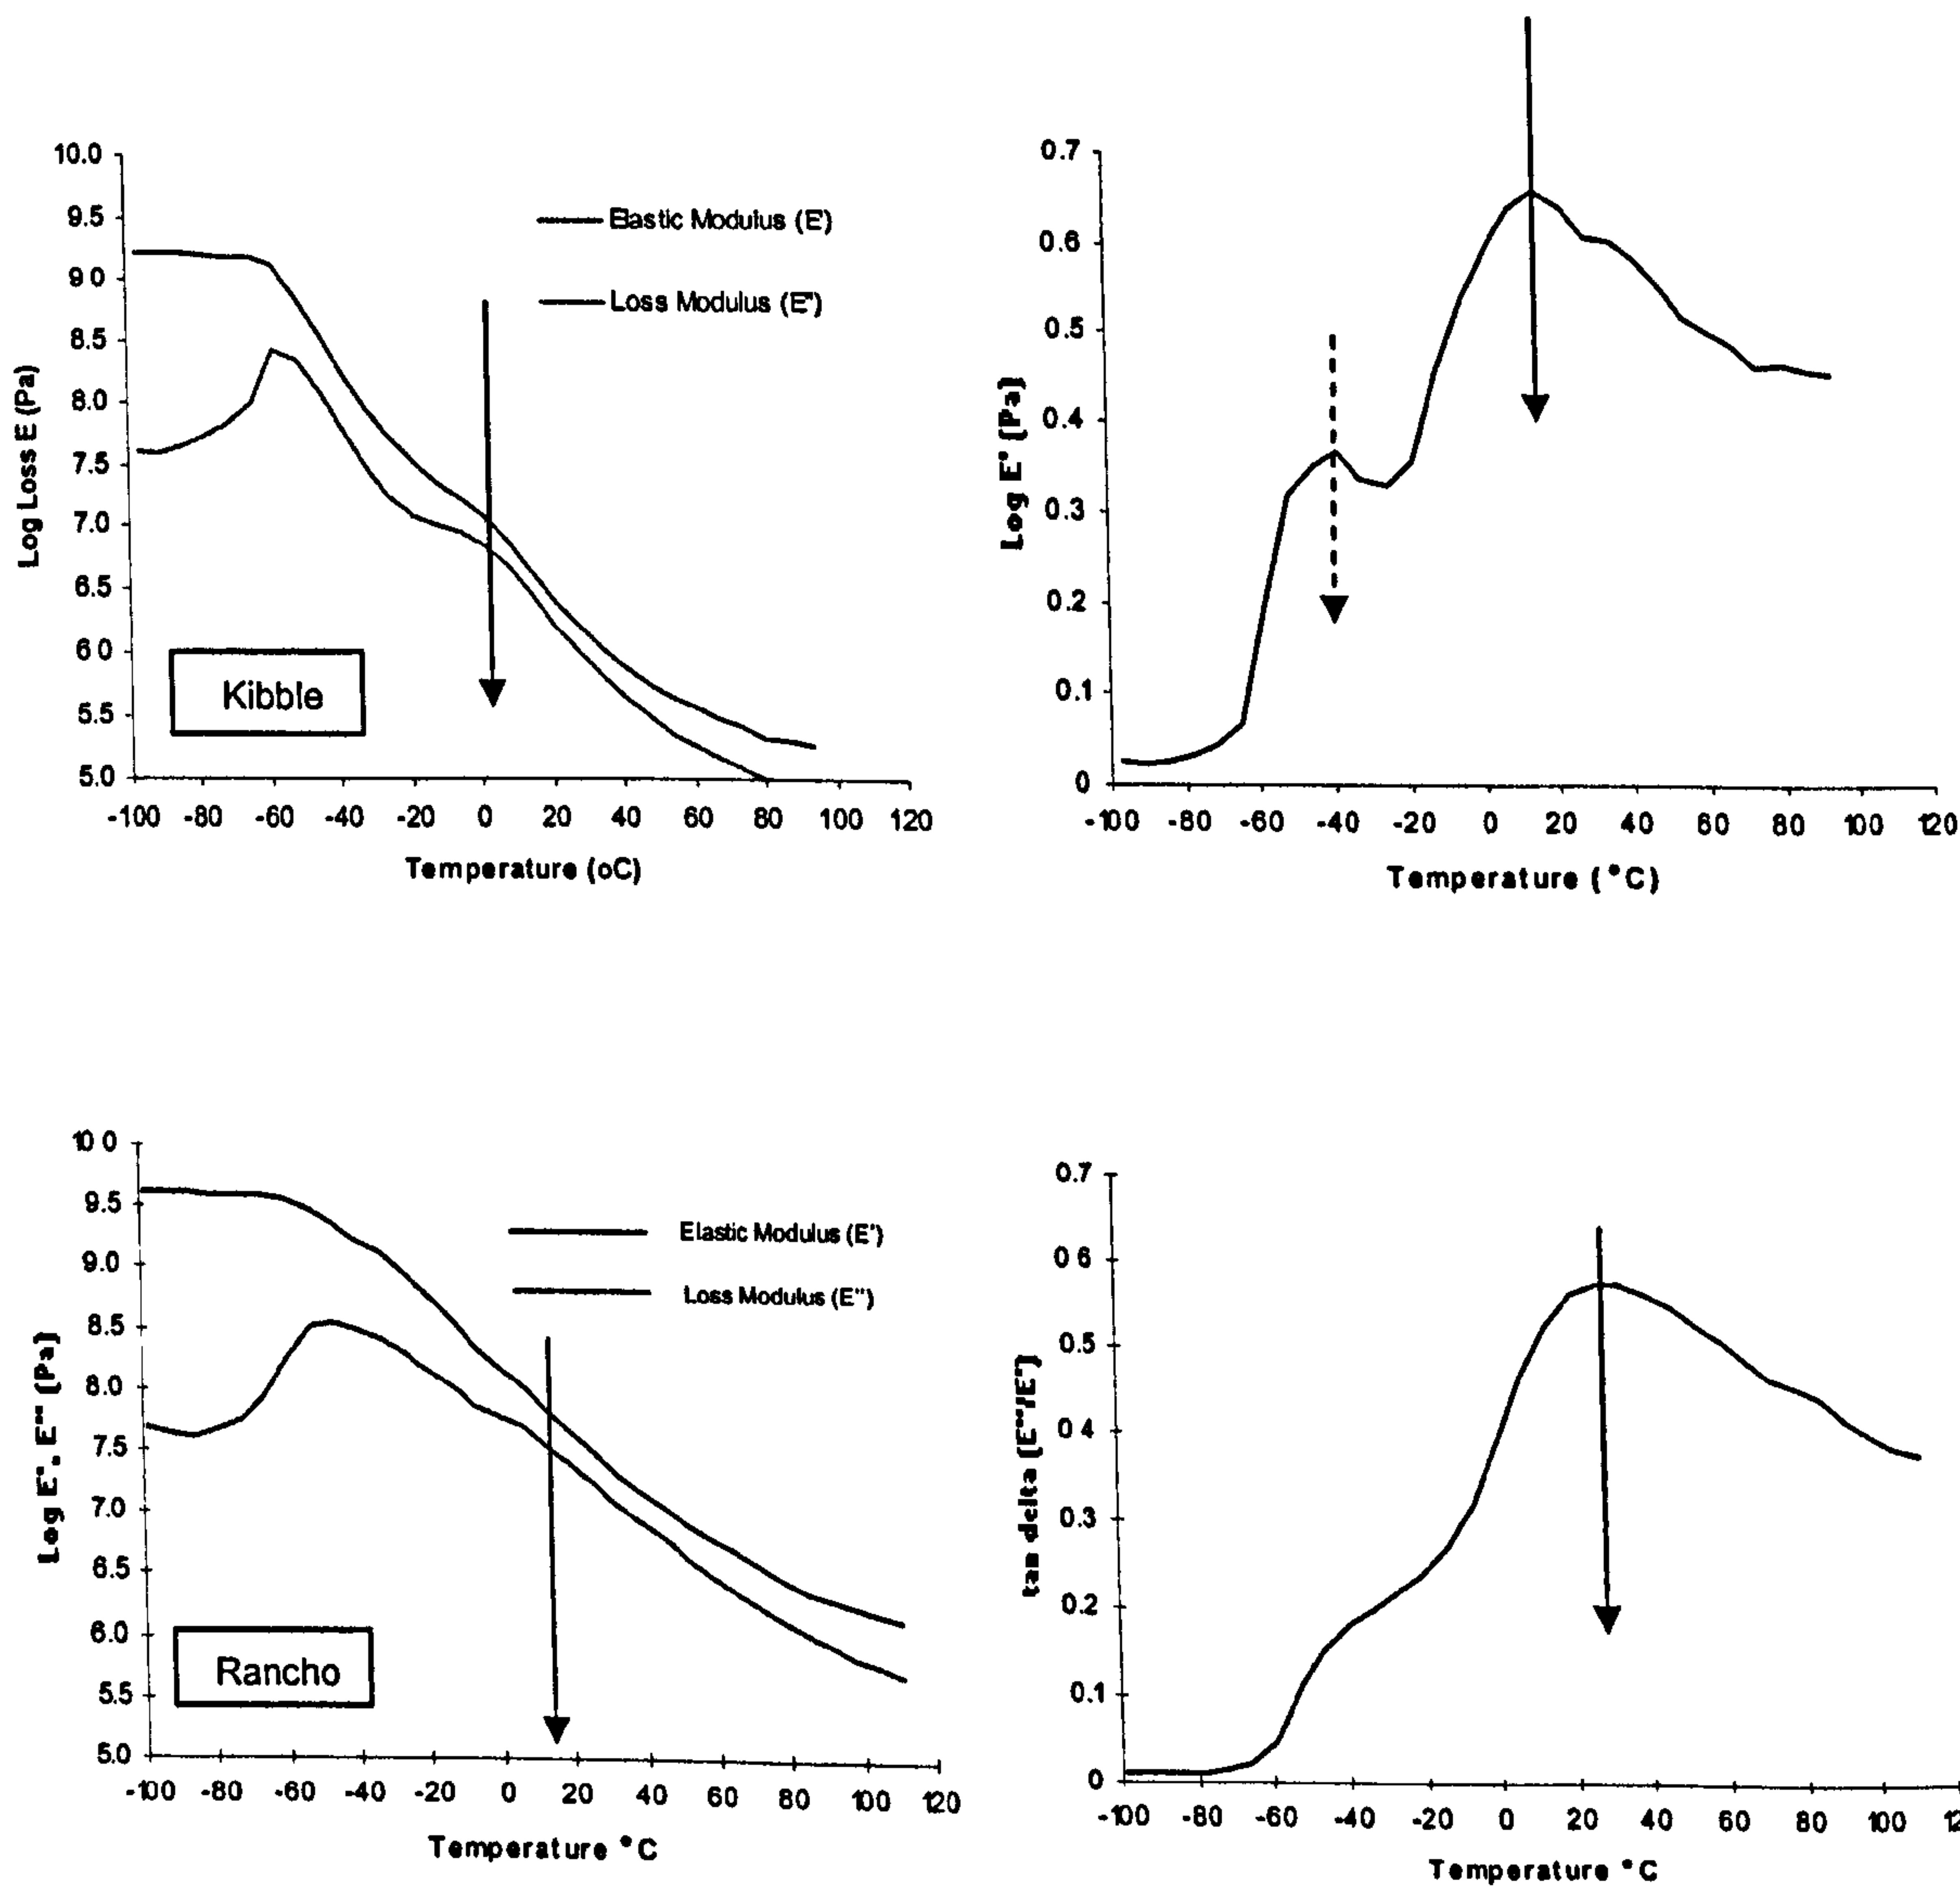 10.0
9.5
9.0
8.5
8.0
7.5
7.0
6.5
6.0
5.5
5.0
Log Loss E (Pa)
Elastic Modulus (E')
Loss Modulus (E")
Kibble
-100 -80 -60 -40 -20 0 20 40 60 80 100 120
Temperature (oC)
0.7
0.6
0.5
0.4
0.3
0.2
0.1
0
Log E' (Pa)
-100 -80 -60 -40 -20 0 20 40 60 80 100 120
Temperature (°C)
10.0
9.5
9.0
8.5
8.0
7.5
7.0
6.5
6.0
5.5
5.0
Log E', E'' (Pa)
Elastic Modulus (E')
Loss Modulus (E'')
Rancho
-100 -80 -60 -40 -20 0 20 40 60 80 100 120
Temperature °C
0.7
0.6
0.5
0.4
0.3
0.2
0.1
0
tan delta (E''/E')
-100 -80 -60 -40 -20 0 20 40 60 80 100 12
Temperature °C